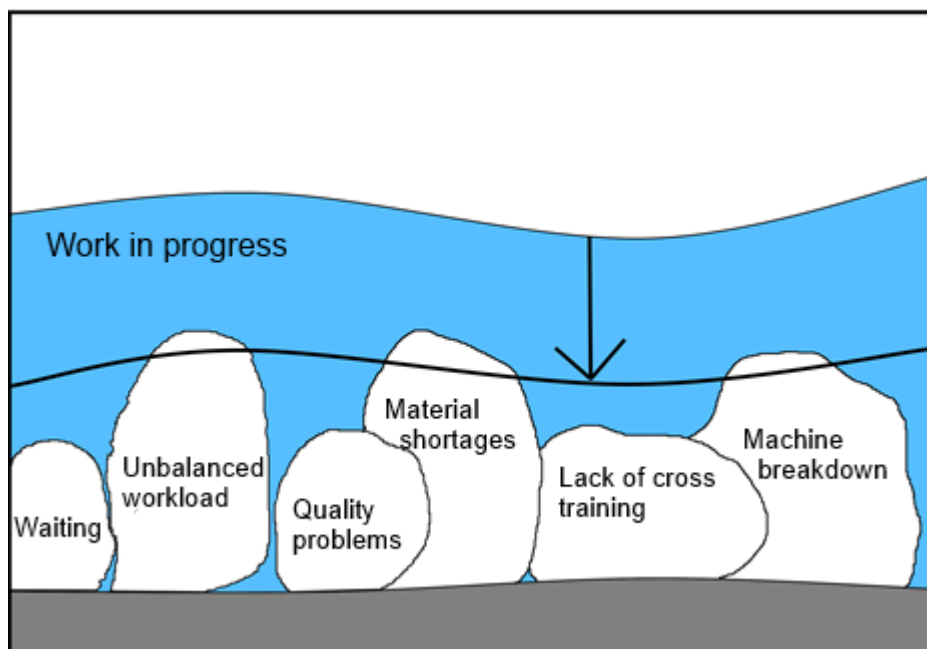 Work in progress
Waiting
Unbalanced
workload
Quality
problems
Material
shortages
Lack of cross
training
Machine
breakdown